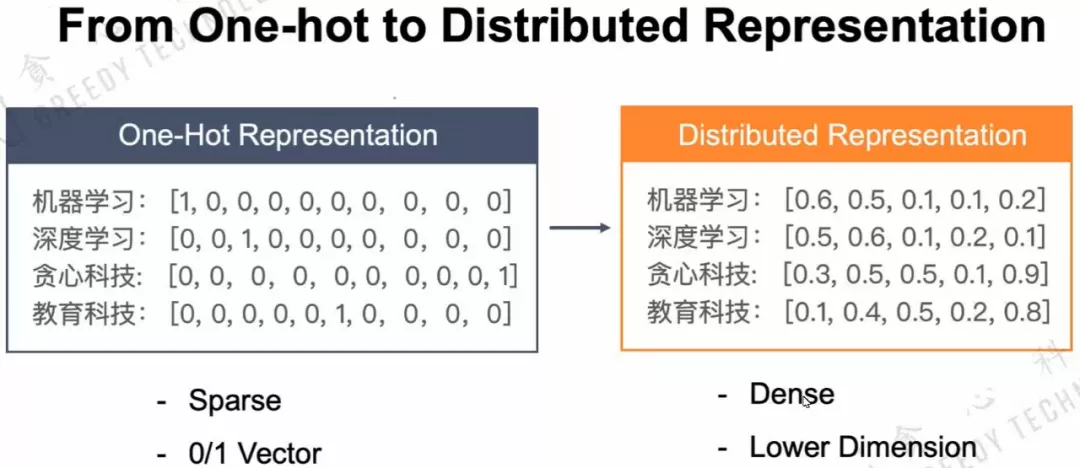 From One-hot to Distributed Representation
One-Hot Representation
机器学习： [1, 0, 0, 0, 0, 0, 0, 0, 0, 0]
深度学习： [0, 0, 1, 0, 0, 0, 0, 0, 0, 0]
贪心科技: [0, 0, 0, 0, 0, 0, 0, 0, 0, 1]
教育科技： [0, 0, 0, 0, 0, 1, 0, 0, 0, 0]
- Sparse
- 0/1 Vector
Distributed Representation
机器学习： [0.6, 0.5, 0.1, 0.1, 0.2]
深度学习： [0.5, 0.6, 0.1, 0.2, 0.1]
贪心科技: [0.3, 0.5, 0.5, 0.1, 0.9]
教育科技： [0.1, 0.4, 0.5, 0.2, 0.8]
- Dense
- Lower Dimension
贪
GREEDY TECH
心 科
GREEDY TECHN